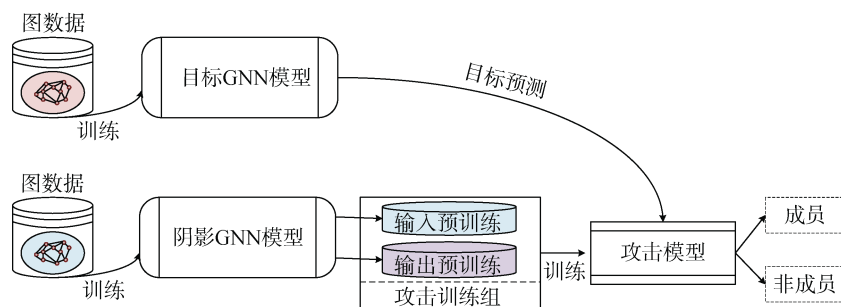 图数据
目标GNN模型
训练
目标预测
图数据
阴影GNN模型
训练
输入预训练
输出预训练
攻击训练组
训练
攻击模型
成员
非成员